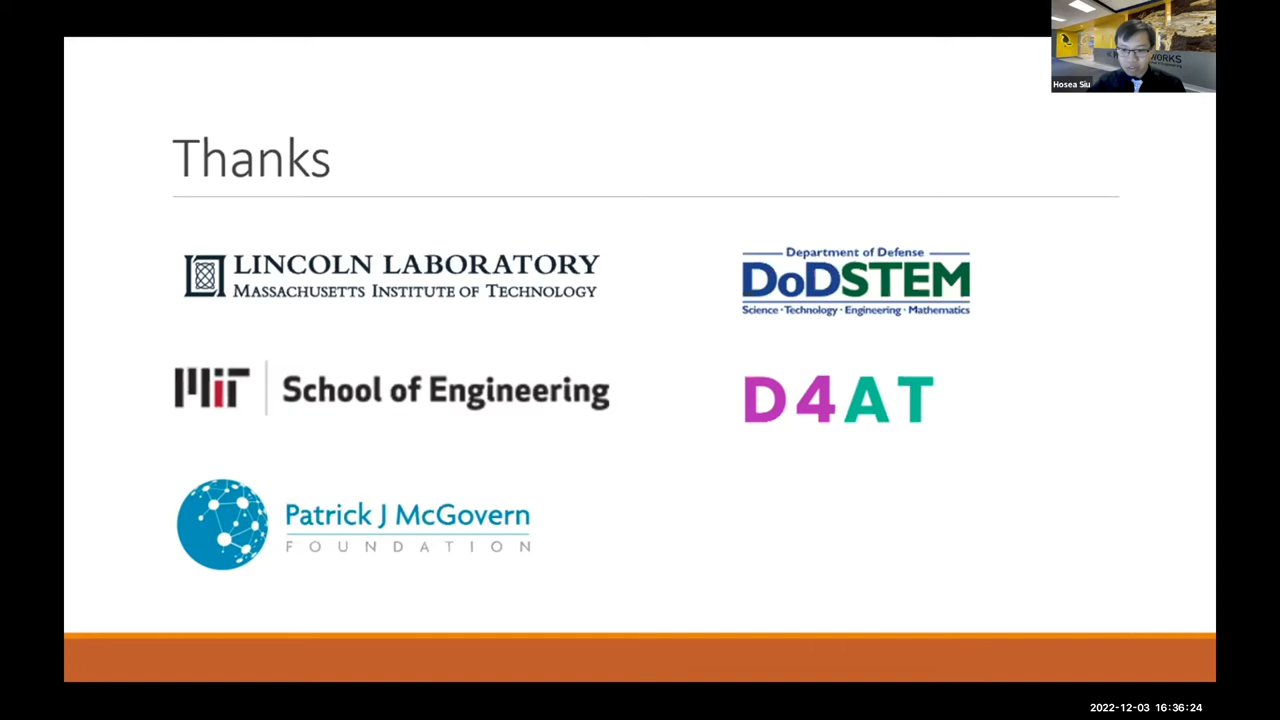 Hosea Siu
Thanks
LINCOLN LABORATORY
MASSACHUSETTS INSTITUTE OF TECHNOLOGY
Department of Defense
DoDSTEM
Science · Technology · Engineering · Mathematics
MIT School of Engineering
D4AT
Patrick J McGovern
FOUNDATION
2022-12-03 16:36:24